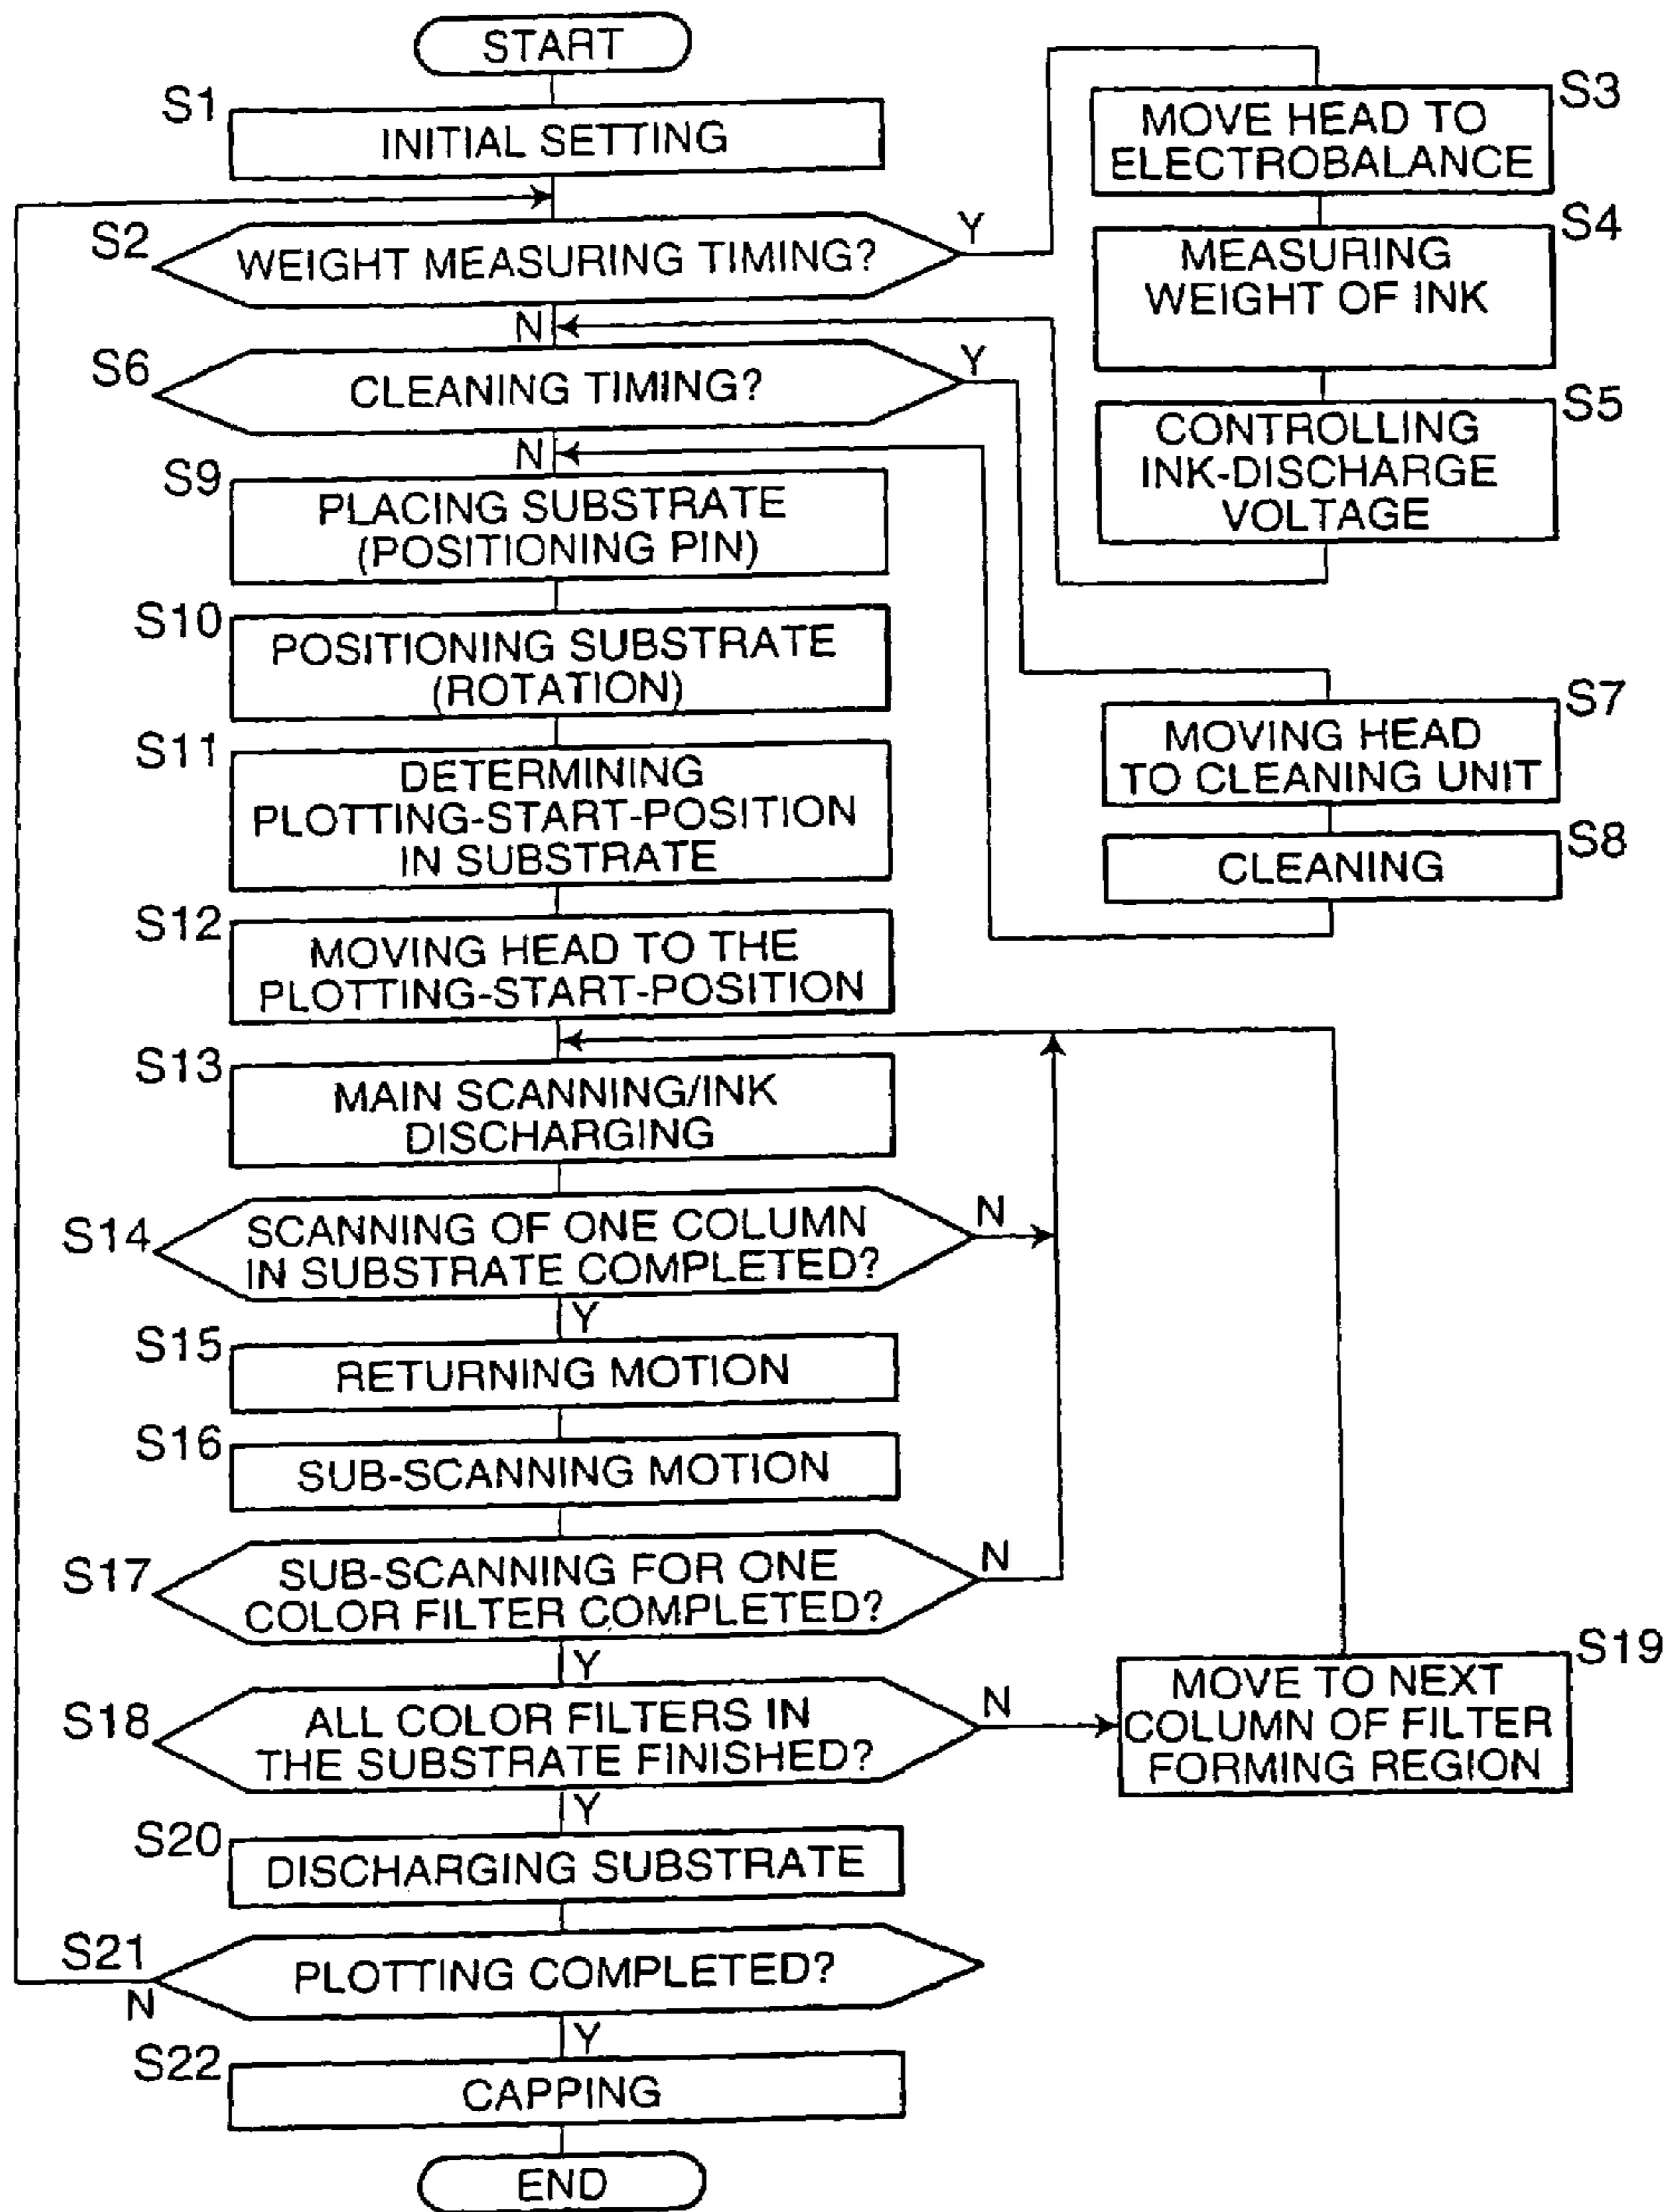 START
S1
INITIAL SETTING
S2
WEIGHT MEASURING TIMING?
Y
N
S3
MOVE HEAD TO
ELECTROBALANCE
S4
MEASURING
WEIGHT OF INK
S5
CONTROLLING
INK-DISCHARGE
VOLTAGE
S6
CLEANING TIMING?
Y
N
S7
MOVING HEAD
TO CLEANING UNIT
S8
CLEANING
S9
PLACING SUBSTRATE
(POSITIONING PIN)
S10
POSITIONING SUBSTRATE
(ROTATION)
S11
DETERMINING
PLOTTING-START-POSITION
IN SUBSTRATE
S12
MOVING HEAD TO THE
PLOTTING-START-POSITION
S13
MAIN SCANNING/INK
DISCHARGING
S14
SCANNING OF ONE COLUMN
IN SUBSTRATE COMPLETED?
N
Y
S15
RETURNING MOTION
S16
SUB-SCANNING MOTION
S17
SUB-SCANNING FOR ONE
COLOR FILTER COMPLETED?
N
Y
S18
ALL COLOR FILTERS IN
THE SUBSTRATE FINISHED?
N
Y
S19
MOVE TO NEXT
COLUMN OF FILTER
FORMING REGION
S20
DISCHARGING SUBSTRATE
S21
PLOTTING COMPLETED?
N
Y
S22
CAPPING
END